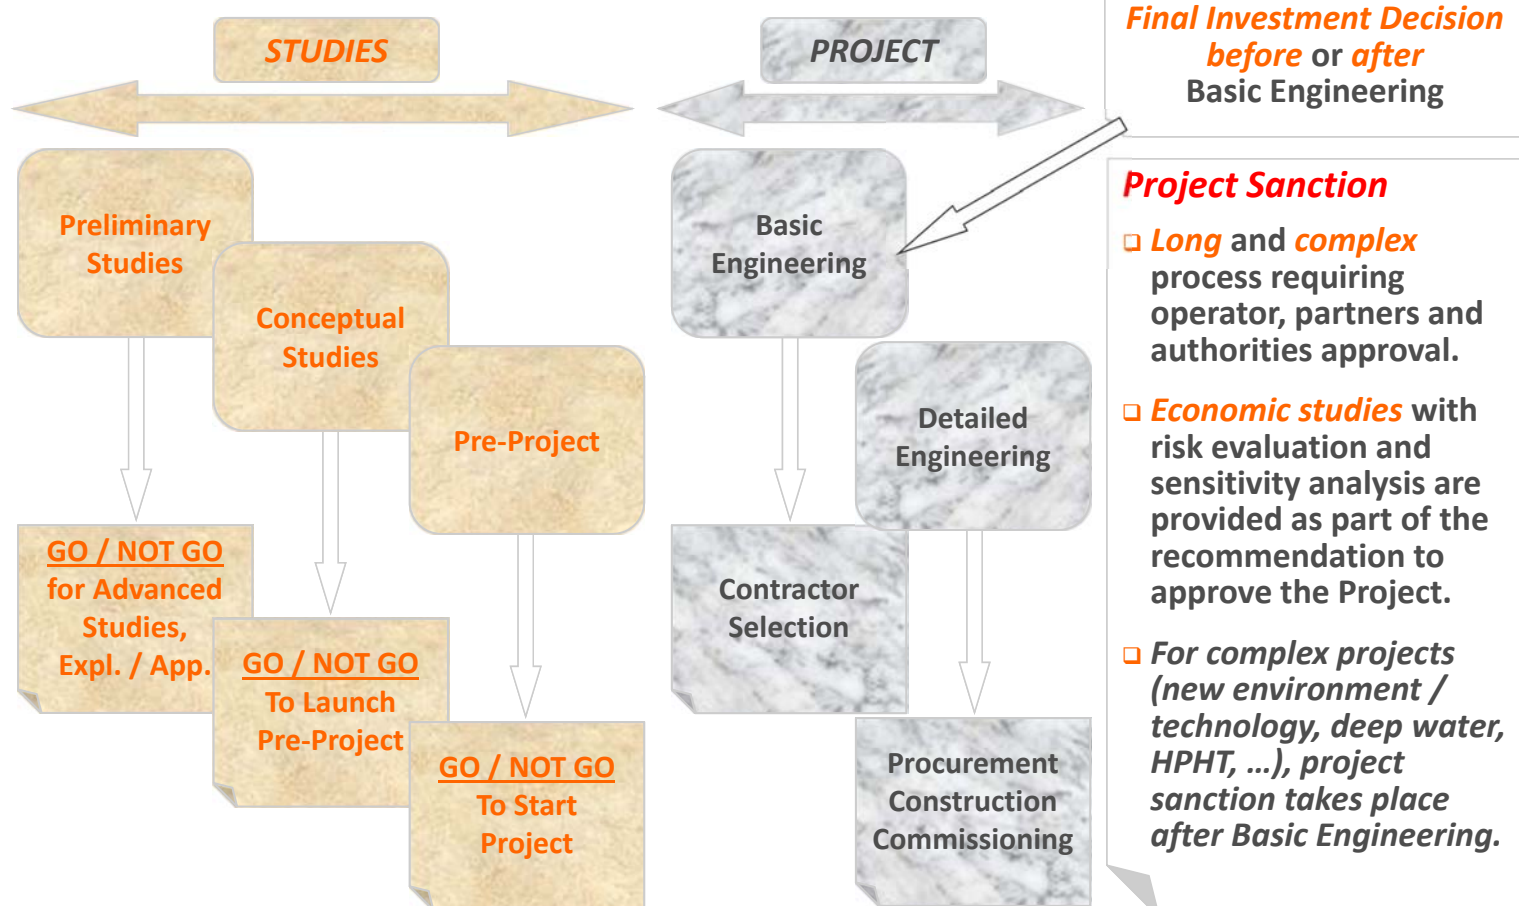 STUDIES
PROJECT
Final Investment Decision
before or after
Basic Engineering
Preliminary
Studies
Conceptual
Studies
Pre-Project
GO / NOT GO
for Advanced
Studies,
Expl. / App.
GO / NOT GO
To Launch
Pre-Project
GO / NOT GO
To Start
Project
Basic
Engineering
Detailed
Engineering
Contractor
Selection
Procurement
Construction
Commissioning
Project Sanction
Long and complex
process requiring
operator, partners and
authorities approval.
Economic studies with
risk evaluation and
sensitivity analysis are
provided as part of the
recommendation to
approve the Project.
For complex projects
(new environment /
technology, deep water,
HPHT, ...), project
sanction takes place
after Basic Engineering.